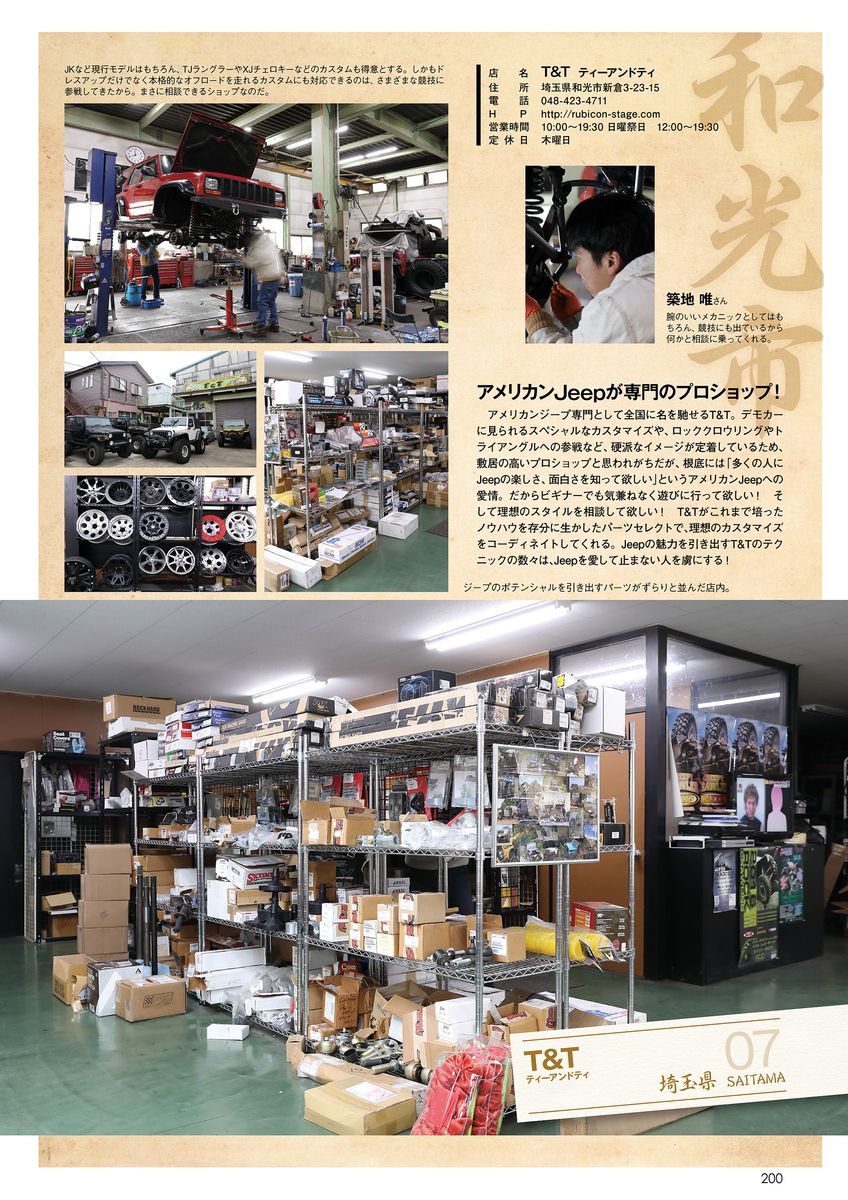 JKなど現行モデルはもちろん、TJラングラーやXJチェロキーなどのカスタムも得意とする。しかもド
レスアップだけでなく本格的なオフロードを走れるカスタムにも対応できるのは、さまざまな競技に
参戦してきたから。まさに相談できるショップなのだ。
店　名　T&T ティーアンドティ
住　所　埼玉県和光市新倉3-23-15
電　話　048-423-4711
H　P　http://rubicon-stage.com
営業時間　10:00〜19:30 日曜祭日　12:00〜19:30
定休日　木曜日
和光市
築地 唯さん
腕のいいメカニックとしてはも
ちろん、競技にも出ているから
何かと相談に乗ってくれる。
アメリカンJeepが専門のプロショップ！
　アメリカンジープ専門として全国に名を馳せるT&T。デモカー
に見られるスペシャルなカスタマイズや、ロッククロウリングやト
ライアングルへの参戦など、硬派なイメージが定着しているため、
敷居の高いプロショップと思われがちだが、根底には「多くの人に
Jeepの楽しさ、面白さを知って欲しい」というアメリカンJeepへの
愛情。だからビギナーでも気兼ねなく遊びに行って欲しい！　そ
して理想のスタイルを相談して欲しい！　T&Tがこれまで培った
ノウハウを存分に生かしたパーツセレクトで、理想のカスタマイズ
をコーディネイトしてくれる。Jeepの魅力を引き出すT&Tのテク
ニックの数々は、Jeepを愛して止まない人を虜にする！
ジープのポテンシャルを引き出すパーツがずらりと並んだ店内。
T&T
ROCK HARD
Seat
Covers
FOX
T&T
ティーアンドティ
07
埼玉県 SAITAMA
200